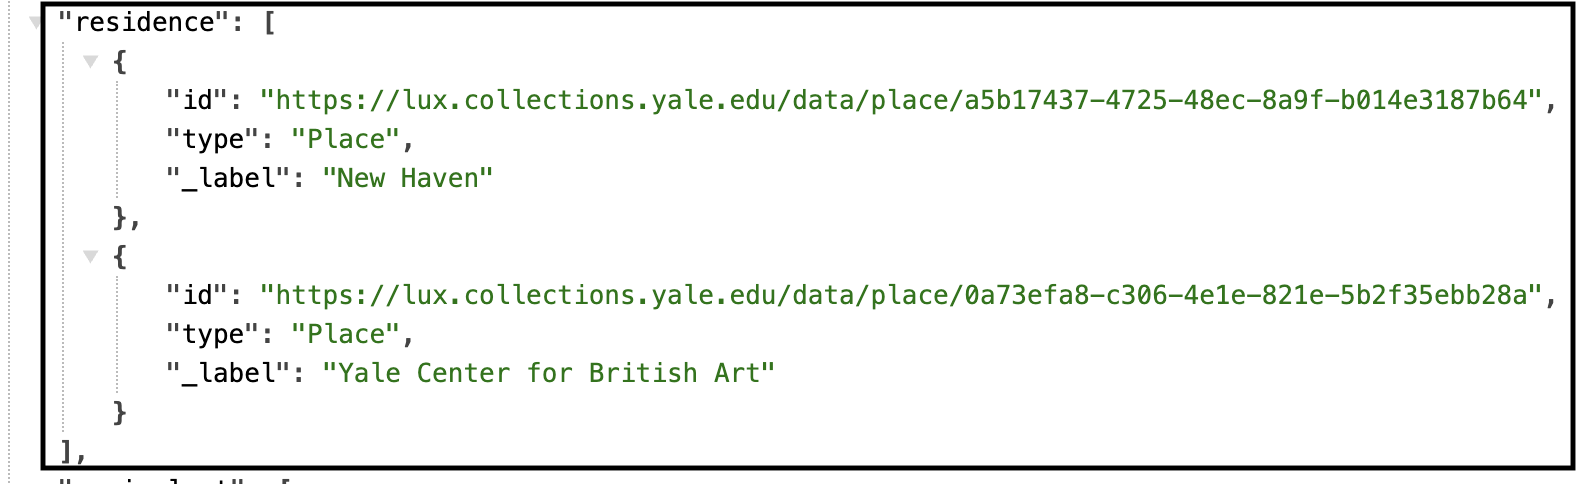 "residence": [
{
"id": "https://lux.collections.yale.edu/data/place/a5b17437-4725-48ec-8a9f-b014e3187b64",
"type": "Place",
"_label": "New Haven"
},
{
"id": "https://lux.collections.yale.edu/data/place/0a73efa8-c306-4e1e-821e-5b2f35ebb28a",
"type": "Place",
"_label": "Yale Center for British Art"
}
],